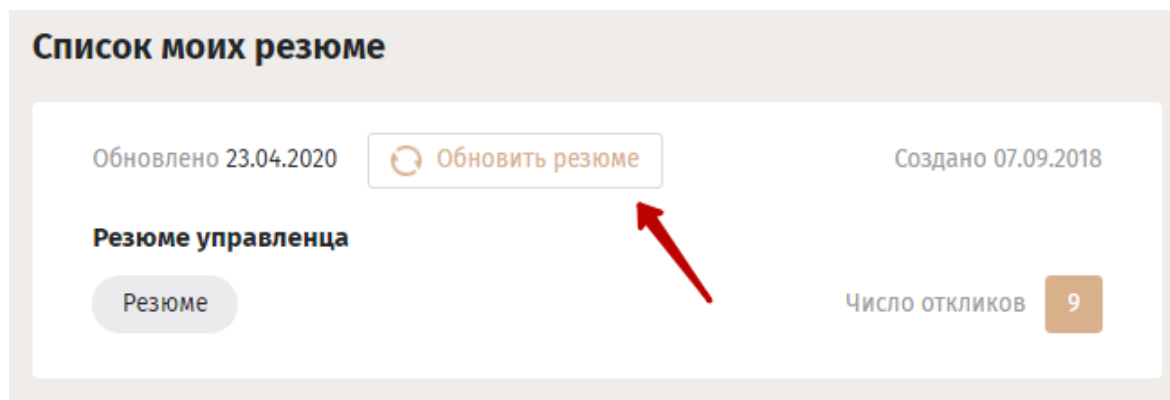 Список моих резюме
Обновлено 23.04.2020 Обновить резюме Создано 07.09.2018
Резюме управленца
Резюме Число откликов 9